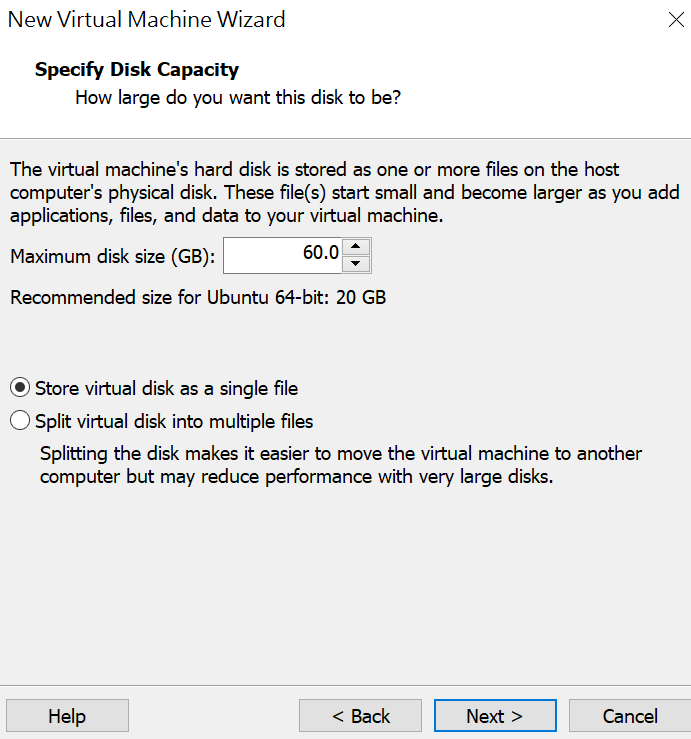 New Virtual Machine Wizard
Specify Disk Capacity
How large do you want this disk to be?
The virtual machine's hard disk is stored as one or more files on the host
computer's physical disk. These file(s) start small and become larger as you add
applications, files, and data to your virtual machine.
Maximum disk size (GB): 60.0
Recommended size for Ubuntu 64-bit: 20 GB
Store virtual disk as a single file
Split virtual disk into multiple files
Splitting the disk makes it easier to move the virtual machine to another
computer but may reduce performance with very large disks.
Help < Back Next > Cancel